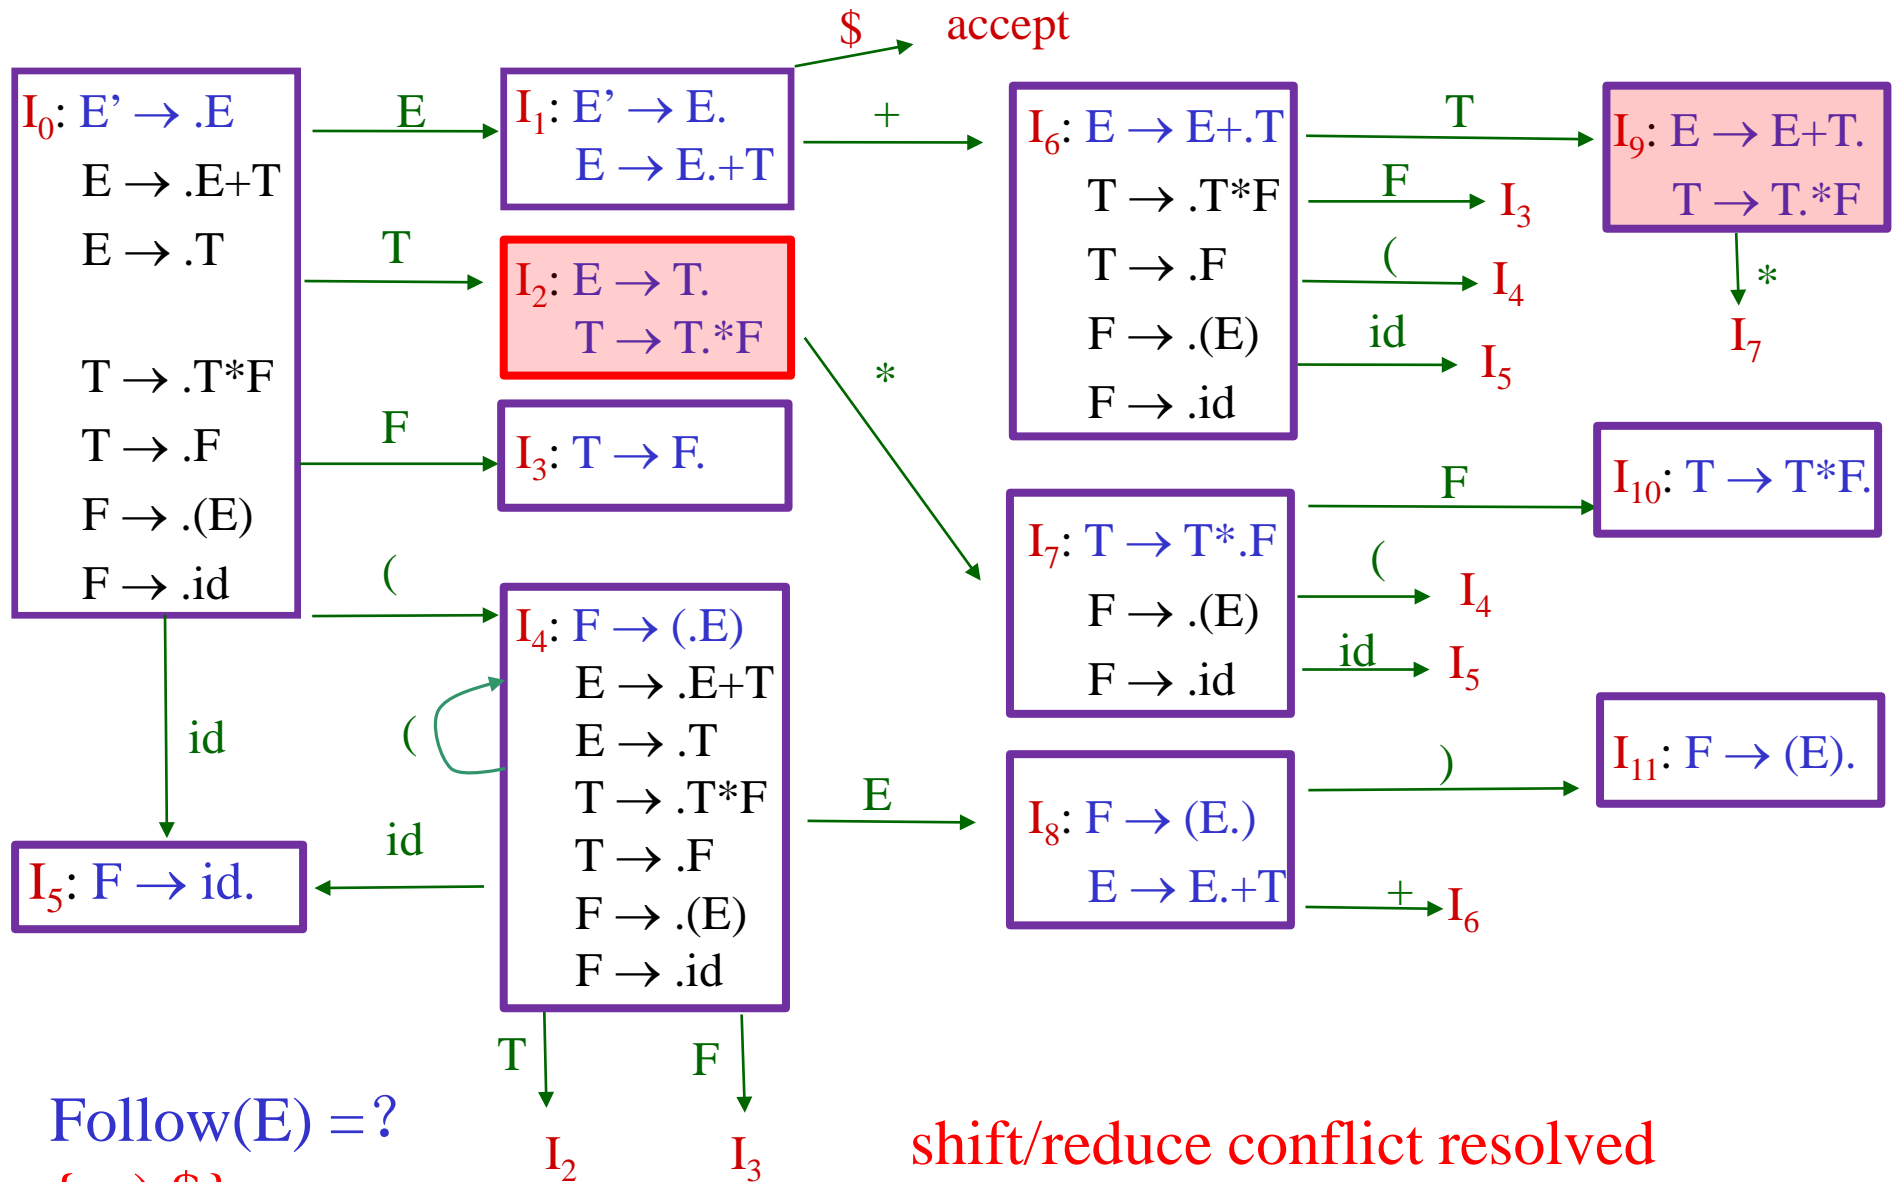 $ accept
I0: E’ → .E
E → .E+T
E → .T
T → .T*F
T → .F
F → .(E)
F → .id
E
T
F
(
id
I1: E’ → E.
E → E.+T
+
I2: E → T.
T → T.*F
*
I3: T → F.
I4: F → (.E)
E → .E+T
E → .T
T → .T*F
T → .F
F → .(E)
F → .id
(
id
E
T
F
I2
I3
I5: F → id.
I6: E → E+.T
T → .T*F
T → .F
F → .(E)
F → .id
T
F
I3
(
I4
id
I5
I7: T → T*.F
F → .(E)
F → .id
F
(
I4
id
I5
I8: F → (E.)
E → E.+T
)
+
I6
I9: E → E+T.
T → T.*F
*
I7
I10: T → T*F.
I11: F → (E).
Follow(E) =?
shift/reduce conflict resolved